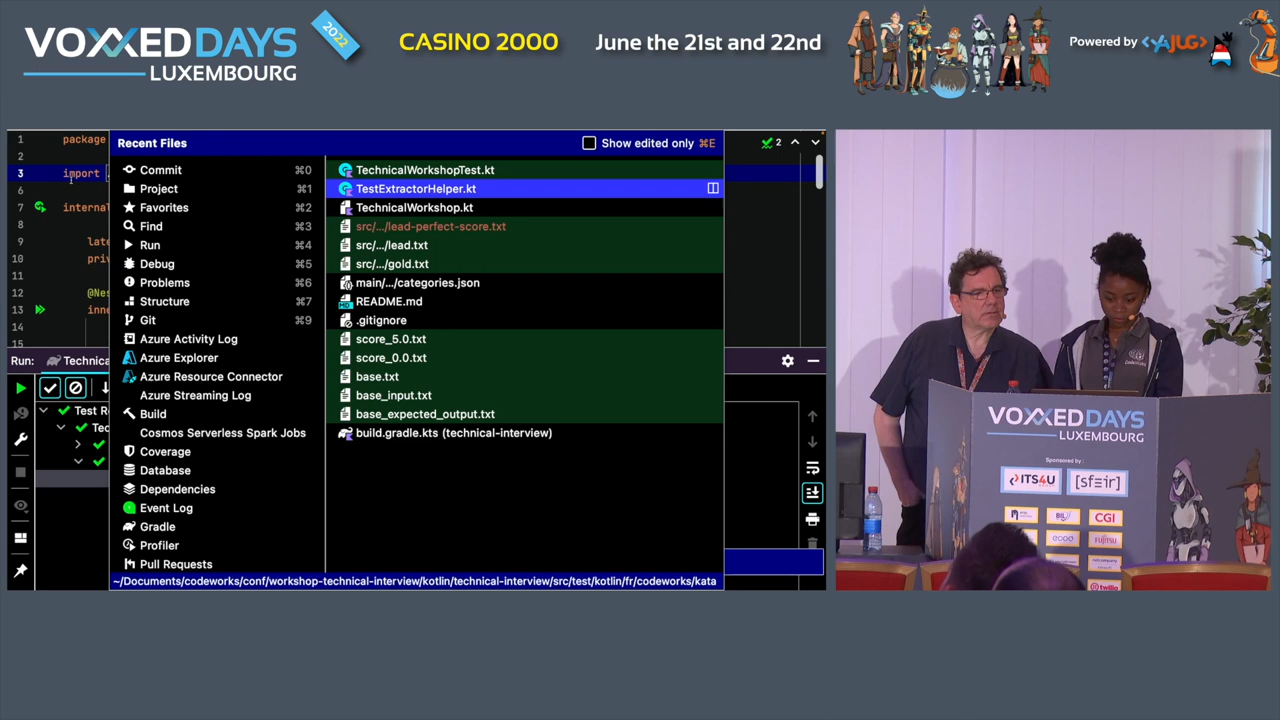 VOXXED DAYS
LUXEMBOURG
2022
CASINO 2000
June the 21st and 22nd
Powered by <YAJUG>
1 package
2
3 import
6
7 internal
8
9 late
10 priv
11
12 @Nes
13 inne
14
Recent Files
Show edited only ⌘E
2
Commit ⌘0
Project ⌘1
Favorites ⌘2
Find ⌘3
Run ⌘4
Debug ⌘5
Problems ⌘6
Structure ⌘7
Git ⌘9
Azure Activity Log
Azure Explorer
Azure Resource Connector
Azure Streaming Log
Build
Cosmos Serverless Spark Jobs
Coverage
Database
Dependencies
Event Log
Gradle
Profiler
Pull Requests
TechnicalWorkshopTest.kt
TestExtractorHelper.kt
TechnicalWorkshop.kt
src/.../lead-perfect-score.txt
src/.../lead.txt
src/.../gold.txt
main/.../categories.json
README.md
.gitignore
score_5.0.txt
score_0.0.txt
base.txt
base_input.txt
base_expected_output.txt
build.gradle.kts (technical-interview)
~/Documents/codeworks/conf/workshop-technical-interview/kotlin/technical-interview/src/test/kotlin/fr/codeworks/kata
Run: Technica
Test Re
Tec
VOXXED DAYS
LUXEMBOURG
Sponsored by :
ITS4U
[sfeir]
BIL
CGI
FUJITSU
twilio